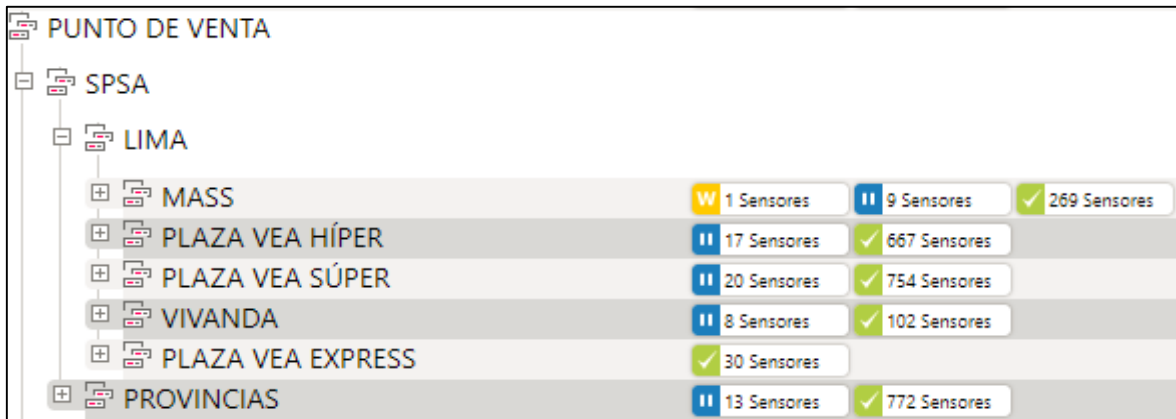 PUNTO DE VENTA
SPSA
LIMA
MASS W 1 Sensores 9 Sensores 269 Sensores
PLAZA VEA HÍPER 17 Sensores 667 Sensores
PLAZA VEA SÚPER 20 Sensores 754 Sensores
VIVANDA 8 Sensores 102 Sensores
PLAZA VEA EXPRESS 30 Sensores
PROVINCIAS 13 Sensores 772 Sensores